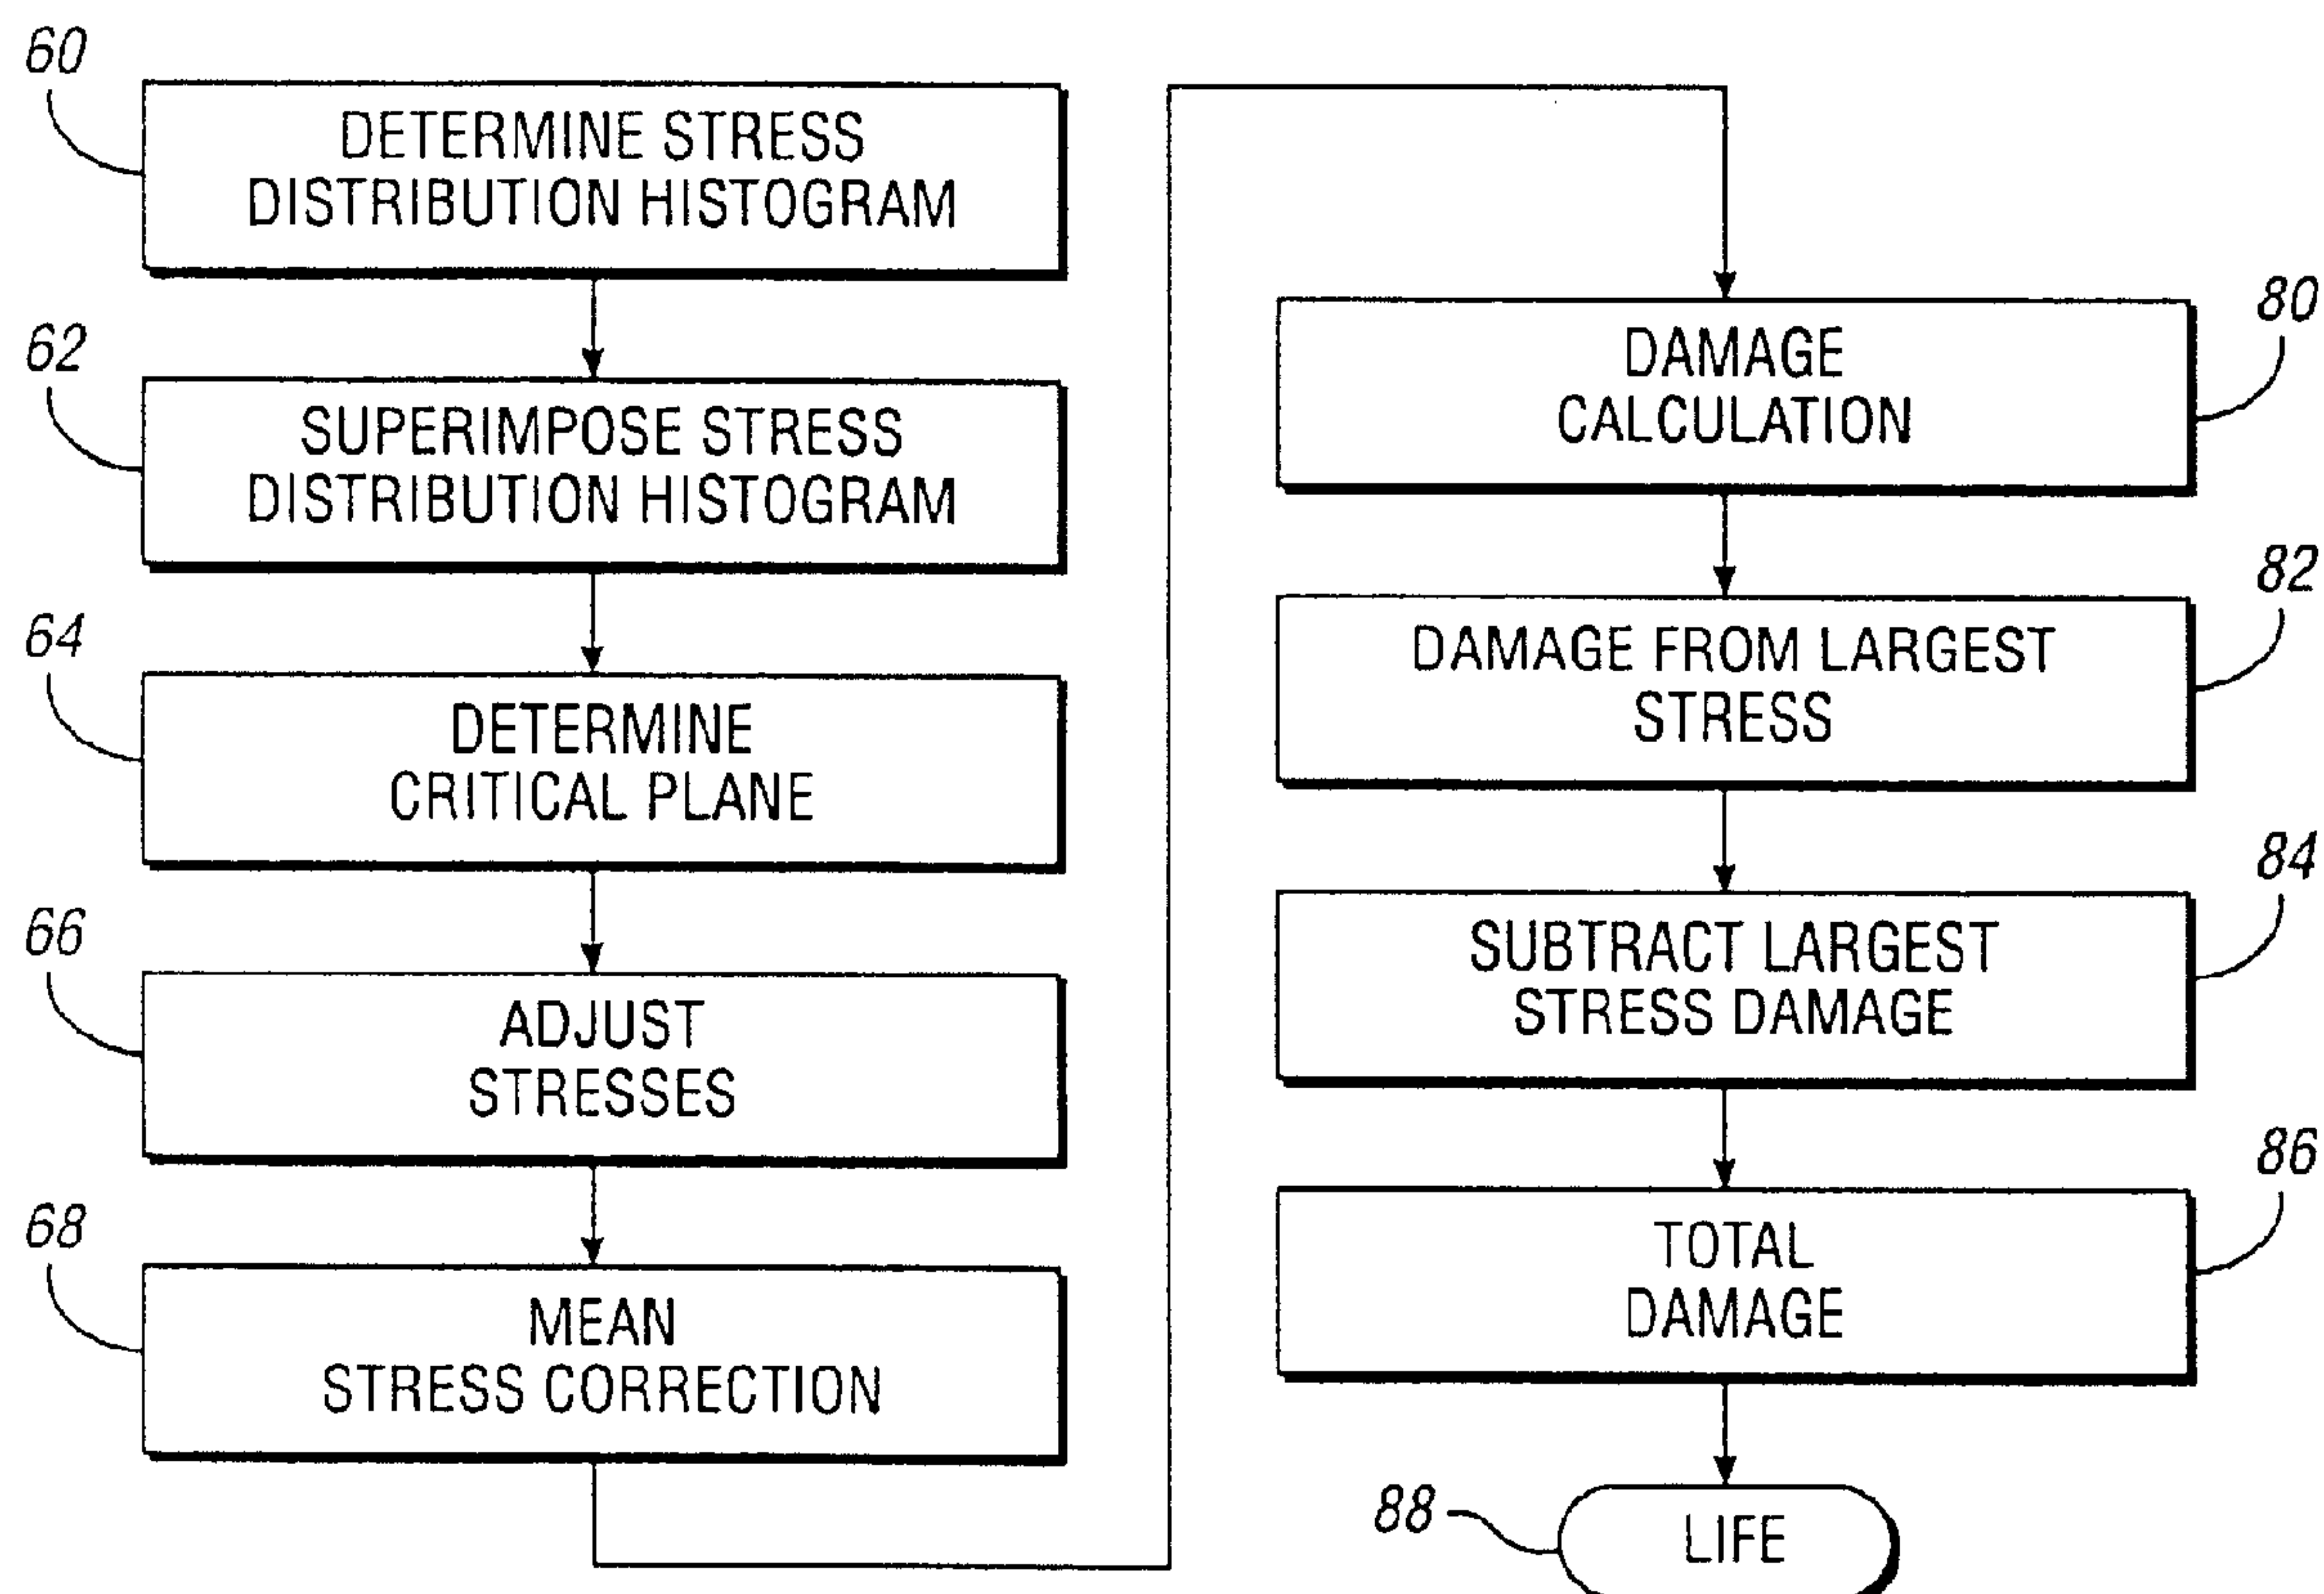 60
DETERMINE STRESS
DISTRIBUTION HISTOGRAM
62
SUPERIMPOSE STRESS
DISTRIBUTION HISTOGRAM
64
DETERMINE
CRITICAL PLANE
66
ADJUST
STRESSES
68
MEAN
STRESS CORRECTION
80
DAMAGE
CALCULATION
82
DAMAGE FROM LARGEST
STRESS
84
SUBTRACT LARGEST
STRESS DAMAGE
86
TOTAL
DAMAGE
88
LIFE